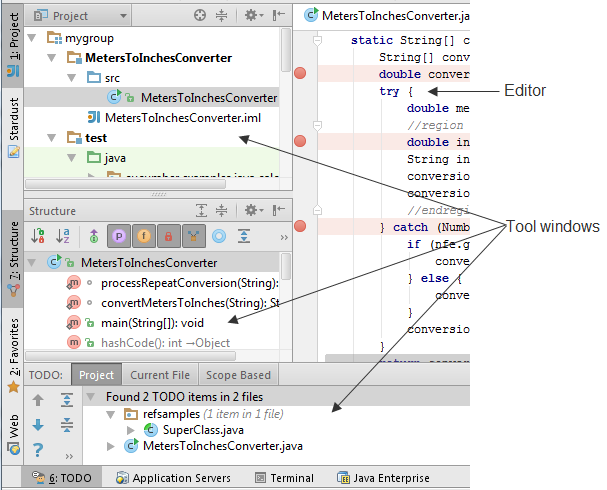 1: Project
Stardust
7: Structure
2: Favorites
Web
Project
mygroup
MetersToInchesConverter
src
MetersToInchesConverter
MetersToInchesConverter.iml
test
java
Structure
MetersToInchesConverter
processRepeatConversion(String):
convertMetersToInches(String): St
main(String[]): void
hashCode(): int →Object
MetersToInchesConverter.ja
static String[] c
String[] conv
double conver
try {
double me
//region
double in
String in
conversio
conversio
//endregi
} catch (Numb
if (nfe.g
conve
} else {
conve
}
conversio
}
return conver
Editor
Tool windows
TODO: Project Current File Scope Based
Found 2 TODO items in 2 files
refsamples (1 item in 1 file)
SuperClass.java
MetersToInchesConverter.java
6: TODO Application Servers Terminal Java Enterprise